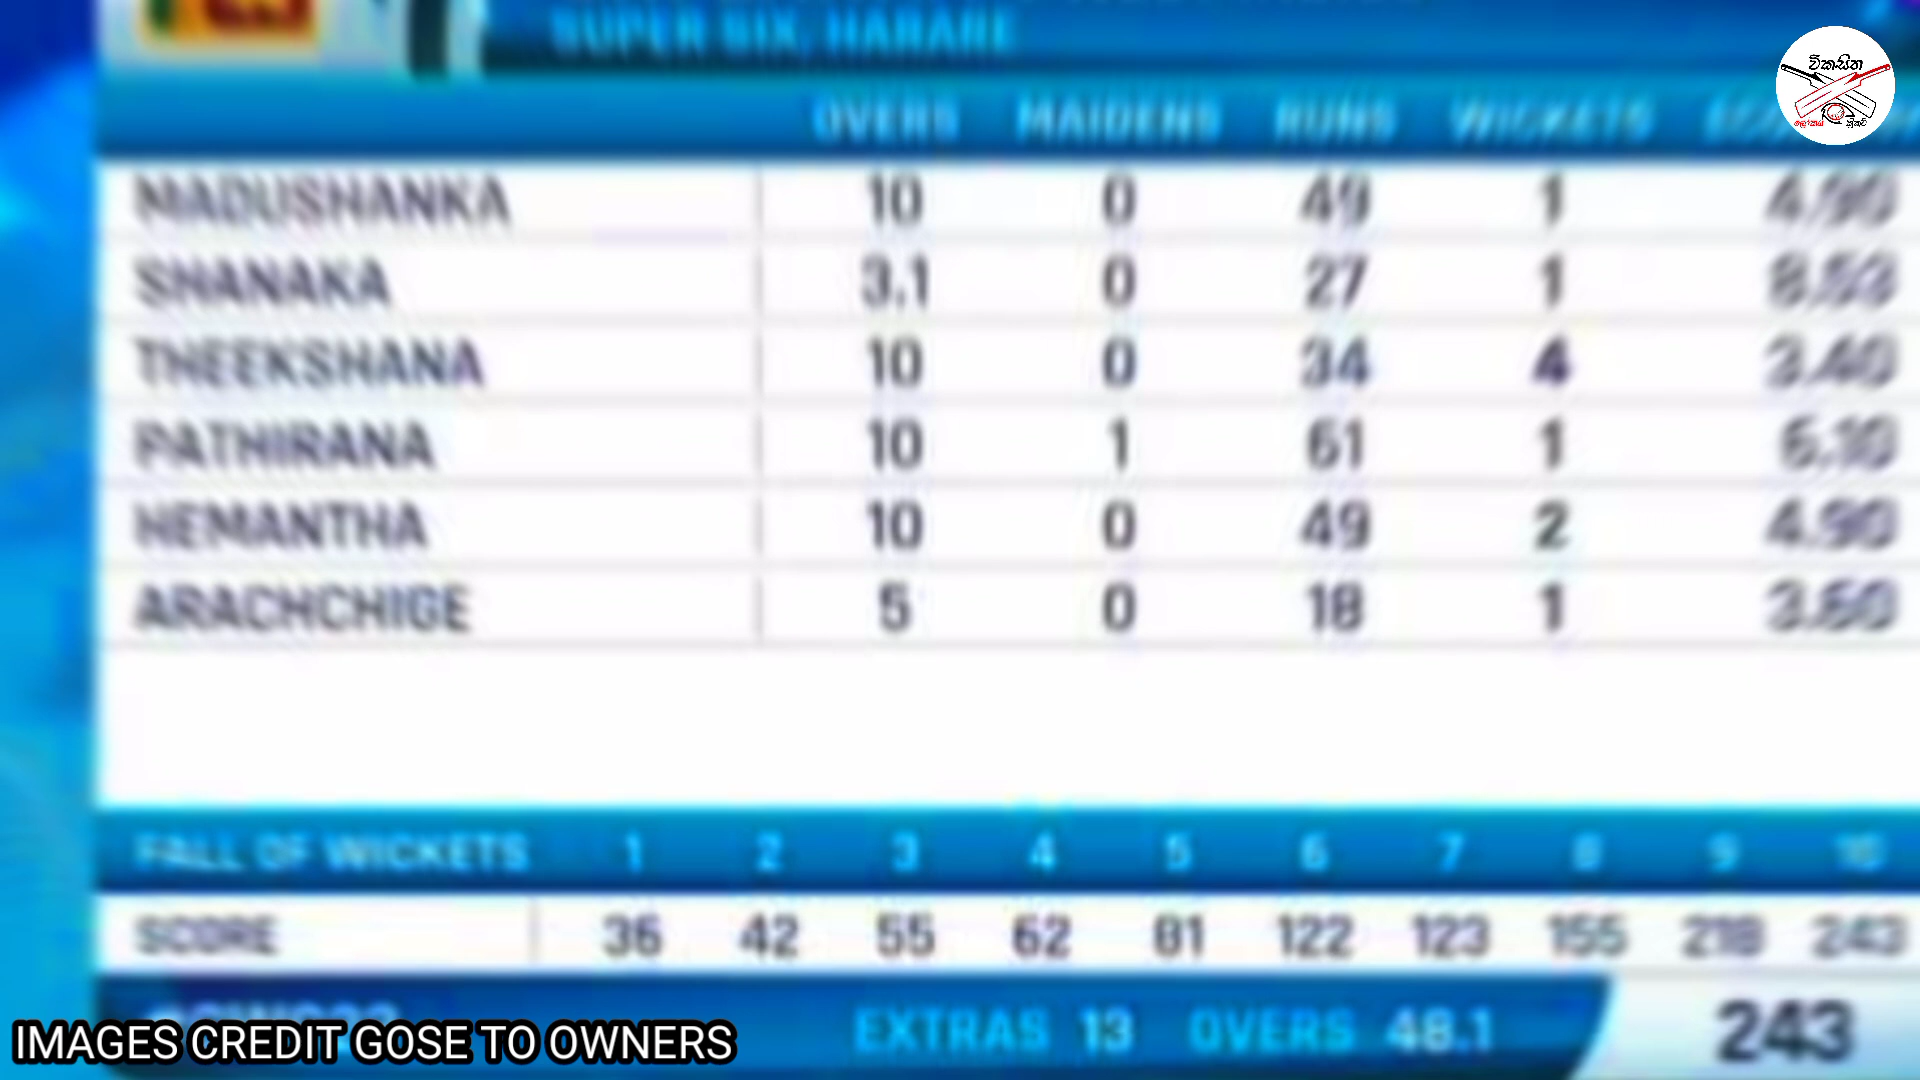 SUPER SIX, HARARE
OVERS MAIDENS RUNS WICKETS
MADUSHANKA 10 0 49 1 4.90
SHANAKA 3.1 0 27 1 8.53
THEEKSHANA 10 0 34 4 3.40
PATHIRANA 10 1 61 1 6.10
HEMANTHA 10 0 49 2 4.90
ARACHCHIGE 5 0 18 1 3.60
FALL OF WICKETS 1 2 3 4 5 6 7 8 9 10
SCORE 36 42 55 62 81 122 123 155 218 243
EXTRAS 13 OVERS 48.1 243
IMAGES CREDIT GOSE TO OWNERS
විකසිත